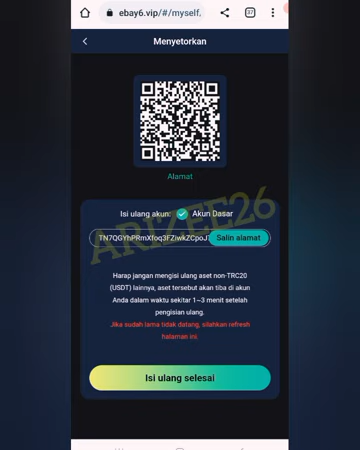 ebay6.vip/#/myself.
Menyetorkan
Alamat
Isi ulang akun: Akun Dasar
TN7QGYhPRmXfoq3FZiwkZCpoJ Salin alamat
ARIZEE26
Harap jangan mengisi ulang aset non-TRC20
(USDT) lainnya, aset tersebut akan tiba di akun
Anda dalam waktu sekitar 1~3 menit setelah
pengisian ulang.
Jika sudah lama tidak datang, silahkan refresh
halaman ini.
Isi ulang selesai